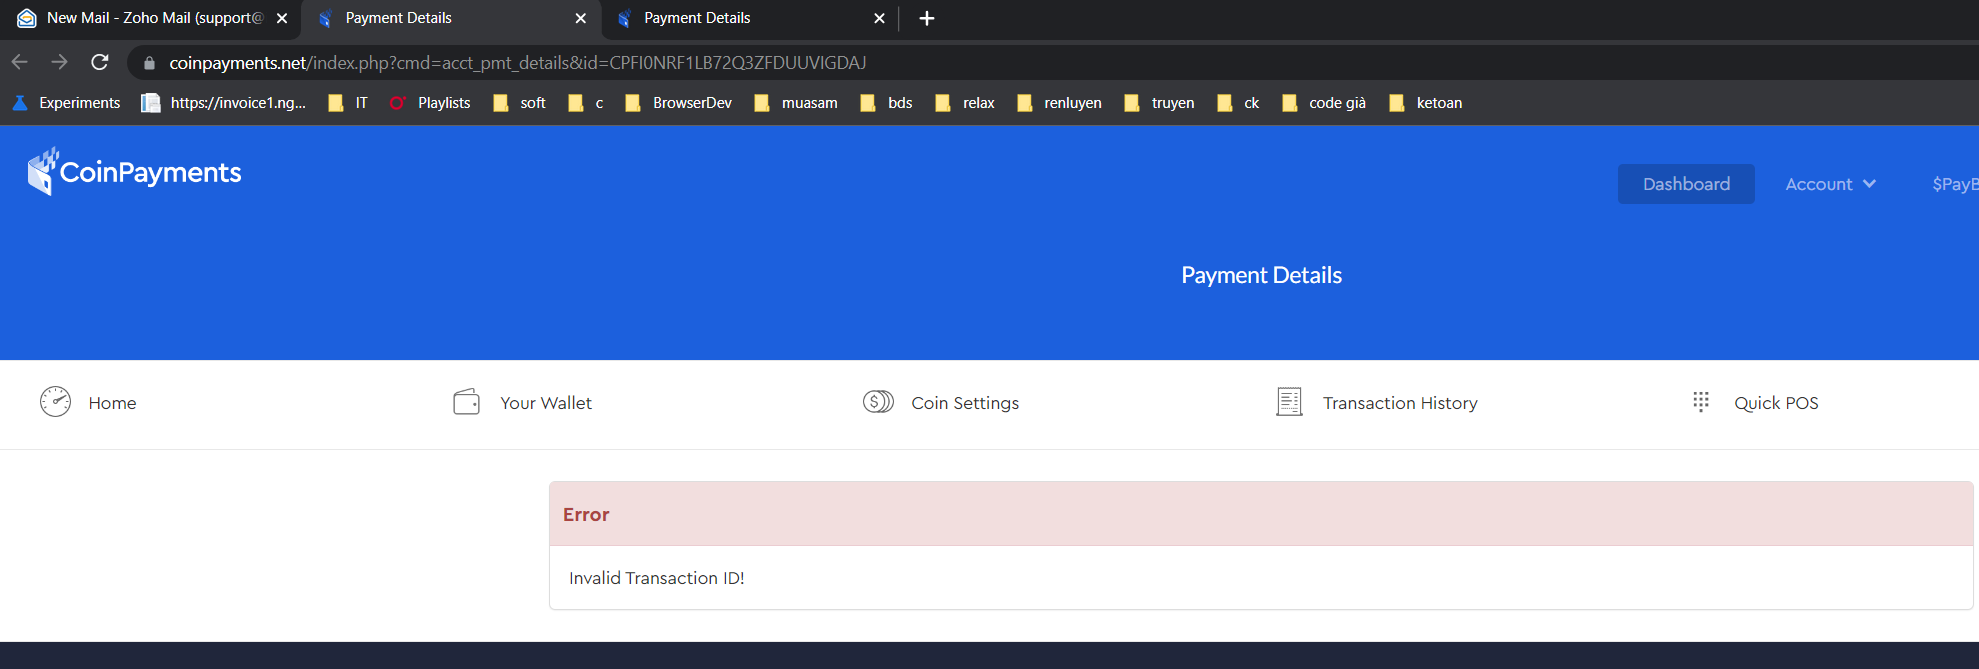 New Mail - Zoho Mail (support@
Payment Details
Payment Details
coinpayments.net/index.php?cmd=acct_pmt_details&id=CPFI0NRF1LB72Q3ZFDUUVIGDAJ
Experiments https://invoice1.ng... IT Playlists soft c BrowserDev muasam bds relax renluyen truyen ck code già ketoan
CoinPayments
Dashboard Account $PayB
Payment Details
Home Your Wallet Coin Settings Transaction History Quick POS
Error
Invalid Transaction ID!